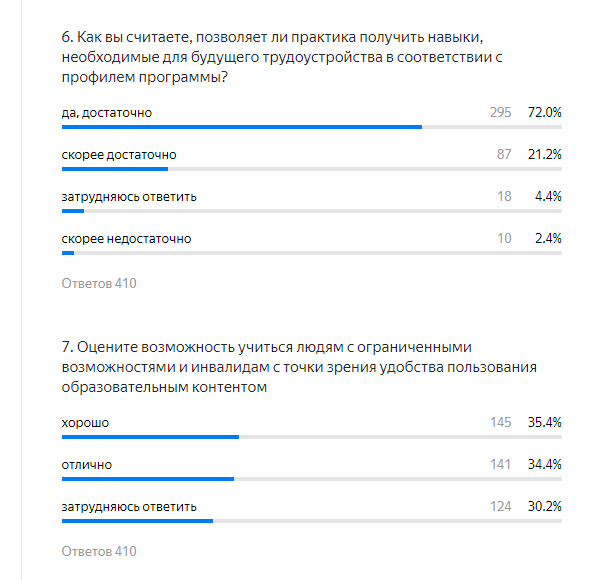 6. Как вы считаете, позволяет ли практика получить навыки,
необходимые для будущего трудоустройства в соответствии с
профилем программы?
да, достаточно 295 72.0%
скорее достаточно 87 21.2%
затрудняюсь ответить 18 4.4%
скорее недостаточно 10 2.4%
Ответов 410
7. Оцените возможность учиться людям с ограниченными
возможностями и инвалидам с точки зрения удобства пользования
образовательным контентом
хорошо 145 35.4%
отлично 141 34.4%
затрудняюсь ответить 124 30.2%
Ответов 410